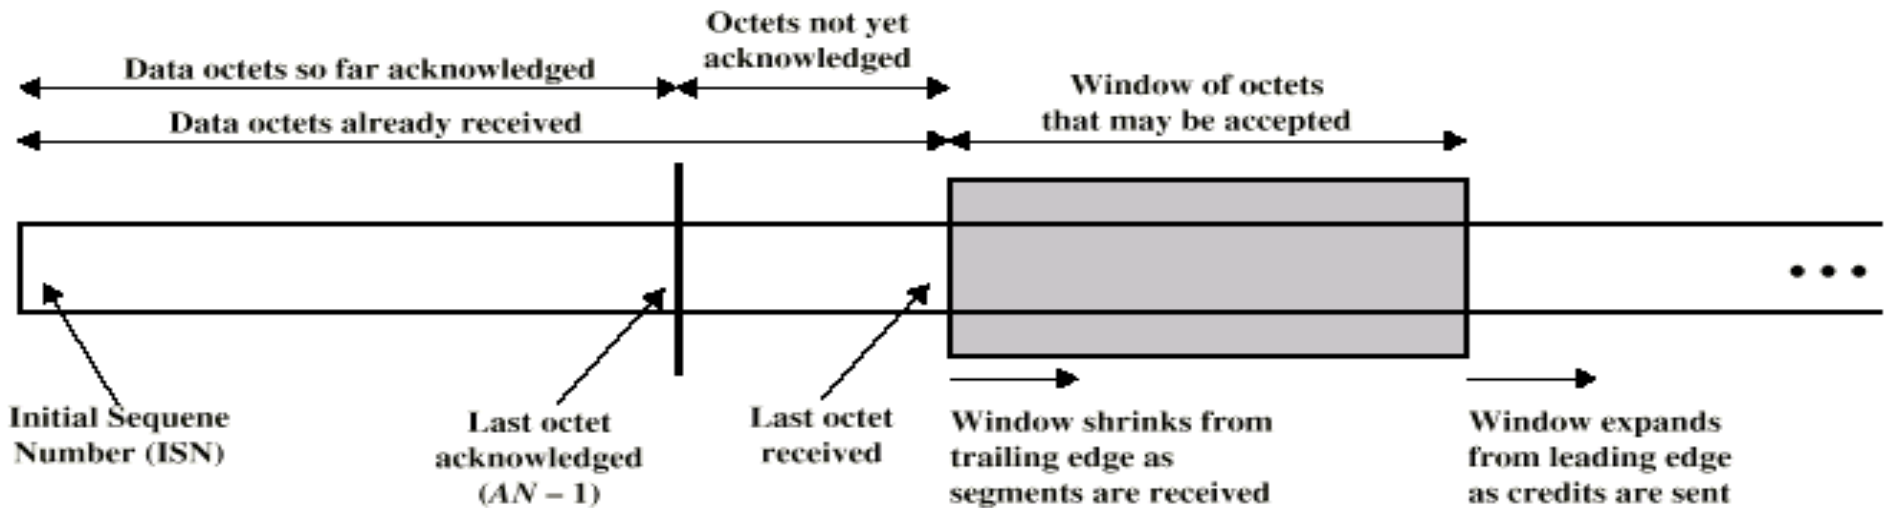 Octets not yet
acknowledged
Data octets so far acknowledged
Window of octets
that may be accepted
Data octets already received
Initial Sequene
Number (ISN)
Last octet
acknowledged
(AN – 1)
Last octet
received
Window shrinks from
trailing edge as
segments are received
Window expands
from leading edge
as credits are sent